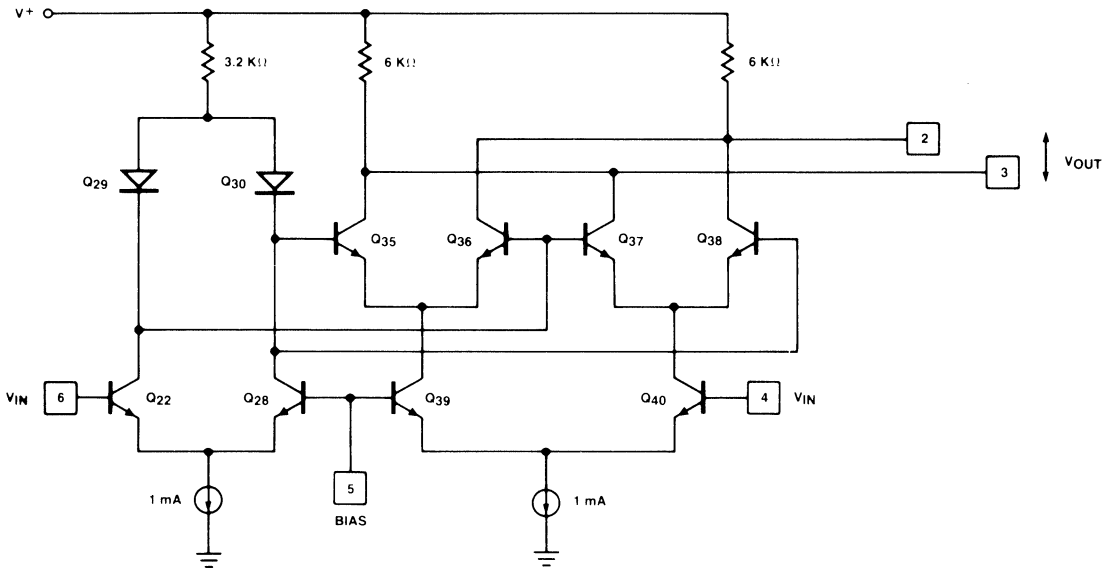 V+
3.2 KΩ
6 KΩ
6 KΩ
2
3
VOUT
Q29
Q30
Q35
Q36
Q37
Q38
VIN
6
Q22
Q28
Q39
Q40
4
VIN
1 mA
5
BIAS
1 mA